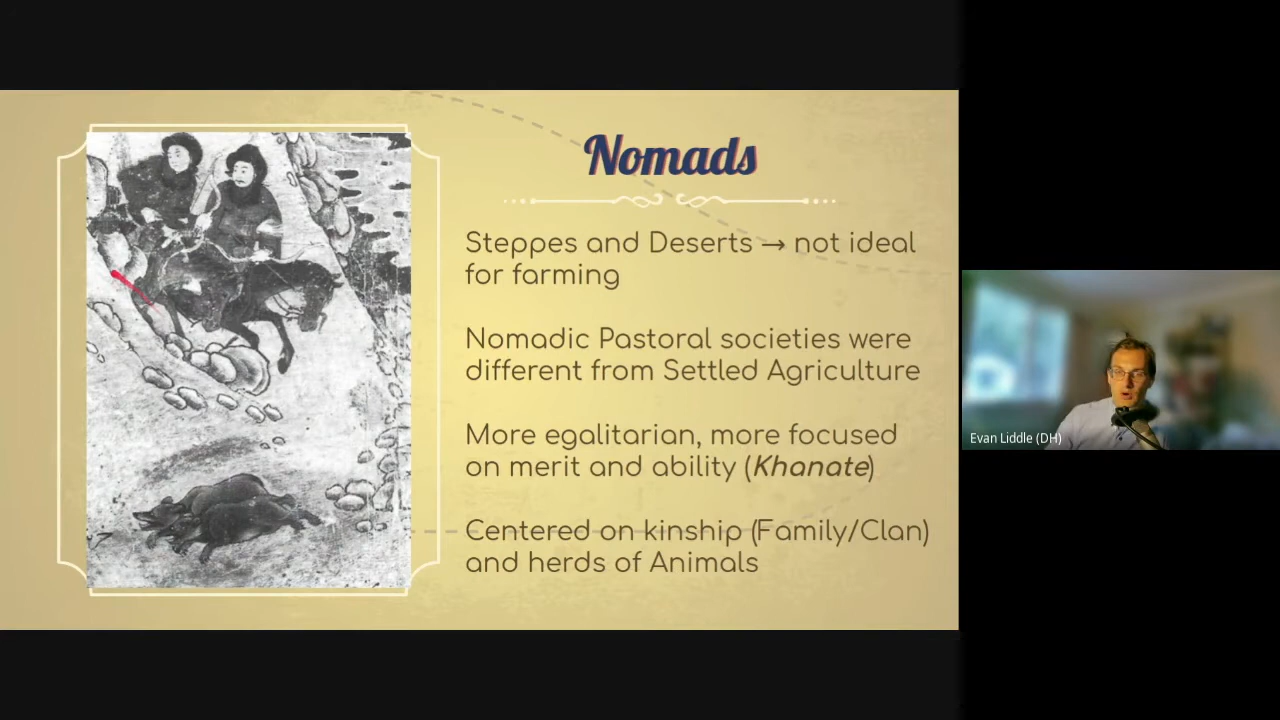 Nomads
Steppes and Deserts → not ideal
for farming
Nomadic Pastoral societies were
different from Settled Agriculture
More egalitarian, more focused
on merit and ability (Khanate)
Centered on kinship (Family/Clan)
and herds of Animals
Evan Liddle (DH)